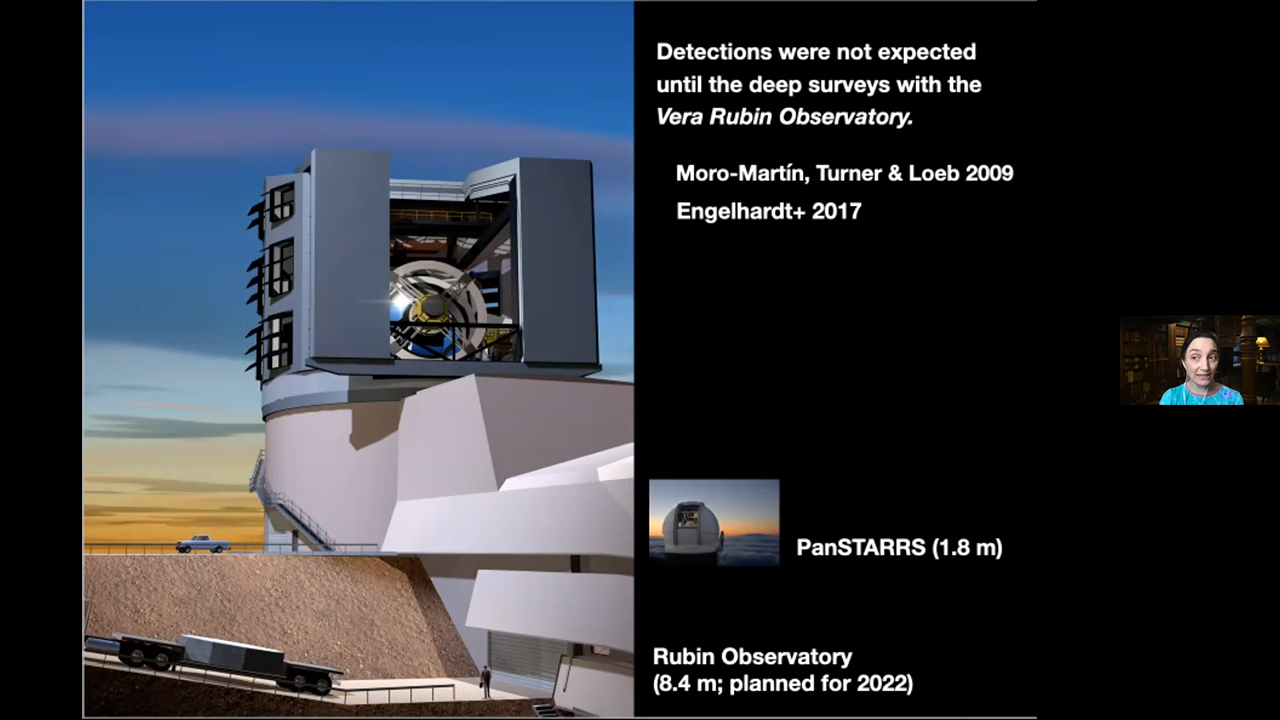 Detections were not expected
until the deep surveys with the
Vera Rubin Observatory.
Moro-Martín, Turner & Loeb 2009
Engelhardt+ 2017
PanSTARRS (1.8 m)
Rubin Observatory
(8.4 m; planned for 2022)